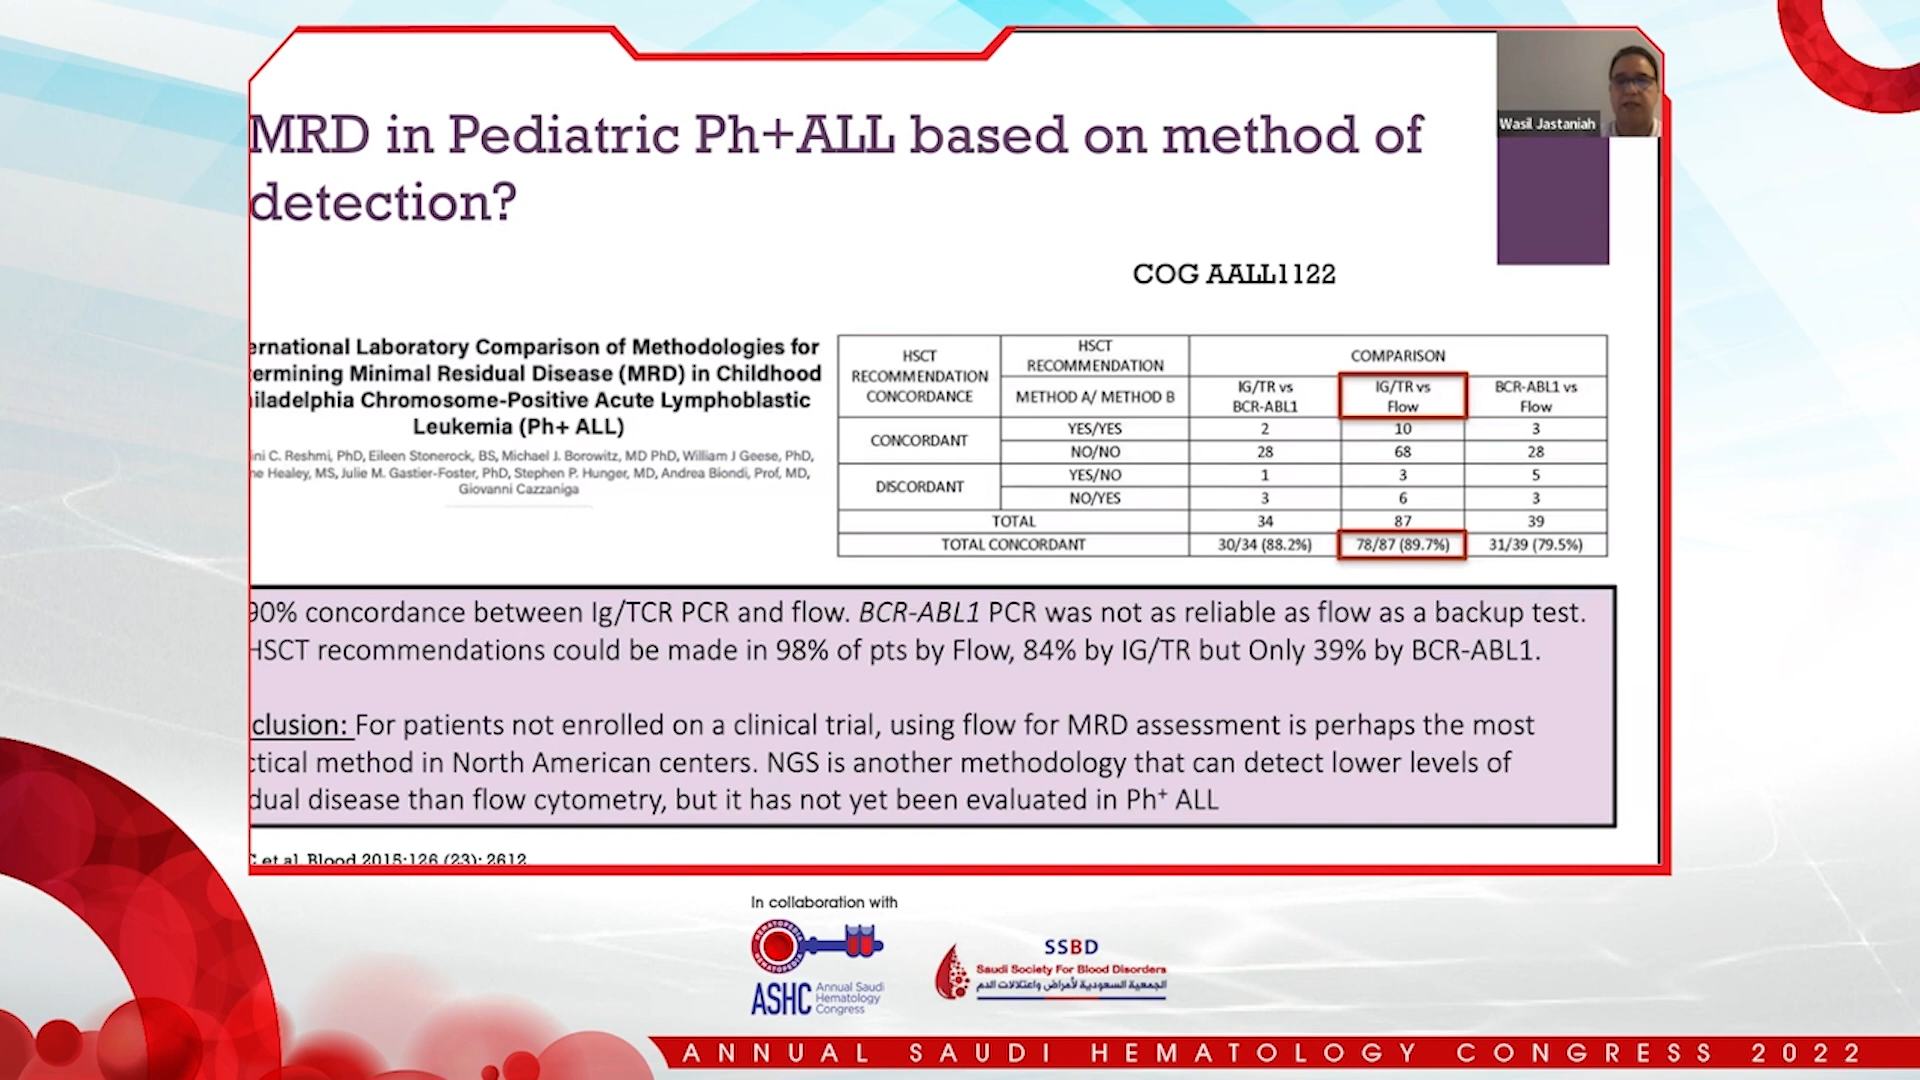 Wasil Jastaniah
MRD in Pediatric Ph+ALL based on method of
detection?
COG AALL1122
ernational Laboratory Comparison of Methodologies for
ermining Minimal Residual Disease (MRD) in Childhood
iladelphia Chromosome-Positive Acute Lymphoblastic
Leukemia (Ph+ ALL)
ini C. Reshmi, PhD, Eileen Stonerock, BS, Michael J. Borowitz, MD PhD, William J Geese, PhD,
ne Healey, MS, Julie M. Gastier-Foster, PhD, Stephen P. Hunger, MD, Andrea Biondi, Prof, MD,
Giovanni Cazzaniga
HSCT RECOMMENDATION CONCORDANCE HSCT RECOMMENDATION COMPARISON
METHOD A/ METHOD B IG/TR vs BCR-ABL1 IG/TR vs Flow BCR-ABL1 vs Flow
CONCORDANT YES/YES 2 10 3
NO/NO 28 68 28
DISCORDANT YES/NO 1 3 5
NO/YES 3 6 3
TOTAL 34 87 39
TOTAL CONCORDANT 30/34 (88.2%) 78/87 (89.7%) 31/39 (79.5%)
90% concordance between Ig/TCR PCR and flow. BCR-ABL1 PCR was not as reliable as flow as a backup test.
HSCT recommendations could be made in 98% of pts by Flow, 84% by IG/TR but Only 39% by BCR-ABL1.
clusion: For patients not enrolled on a clinical trial, using flow for MRD assessment is perhaps the most
ctical method in North American centers. NGS is another methodology that can detect lower levels of
dual disease than flow cytometry, but it has not yet been evaluated in Ph+ ALL
C et al. Blood 2015:126 (23): 2612
In collaboration with
HEMATOPEDIA
HEMATOPEDIA
ASHC Annual Saudi
Hematology
Congress
SSBD
Saudi Society For Blood Disorders
الجمعية السعودية لأمراض واعتلالات الدم
ANNUAL SAUDI HEMATOLOGY CONGRESS 2022